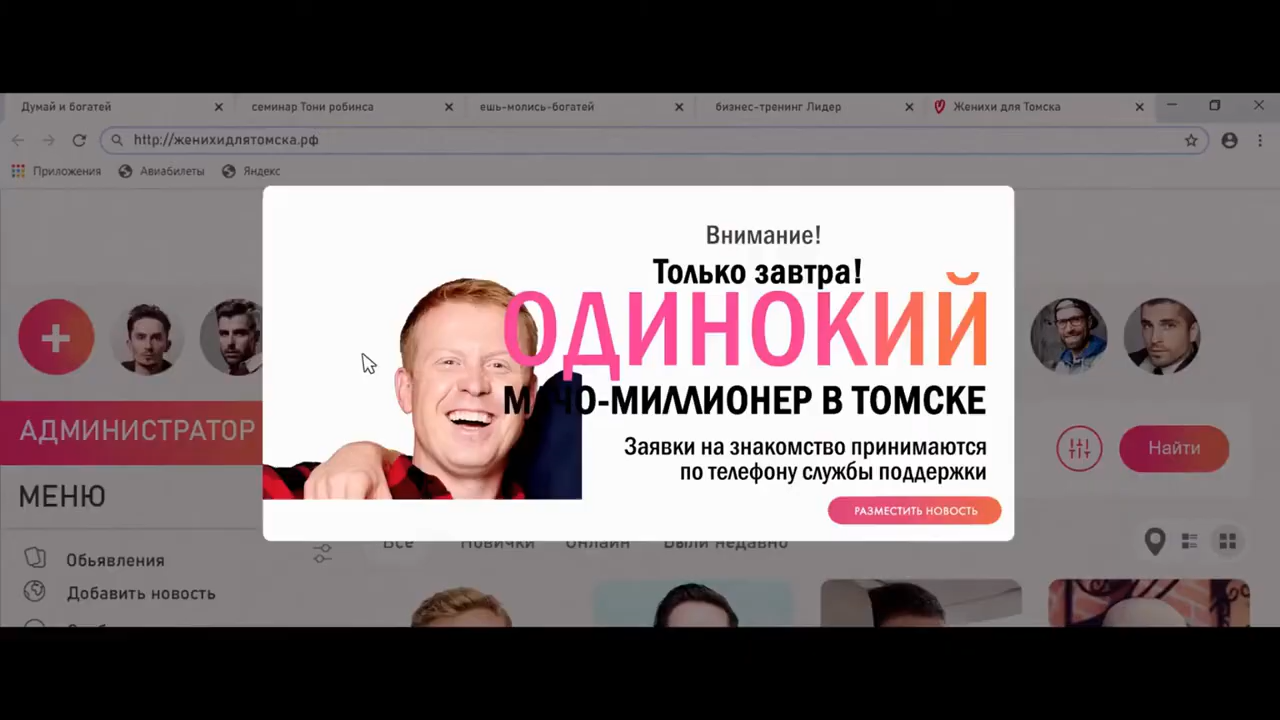 Думай и богатей
семинар Тони робинса
ешь-молись-богатей
бизнес-тренинг Лидер
Женихи для Томска
http://женихидлятомска.рф
Приложения
Авиабилеты
Яндекс
Внимание!
Только завтра!
ОДИНОКИЙ
МАЧО-МИЛЛИОНЕР В ТОМСКЕ
Заявки на знакомство принимаются
по телефону службы поддержки
РАЗМЕСТИТЬ НОВОСТЬ
АДМИНИСТРАТОР
Найти
МЕНЮ
Все
Новички
Онлайн
Были недавно
Обьявления
Добавить новость